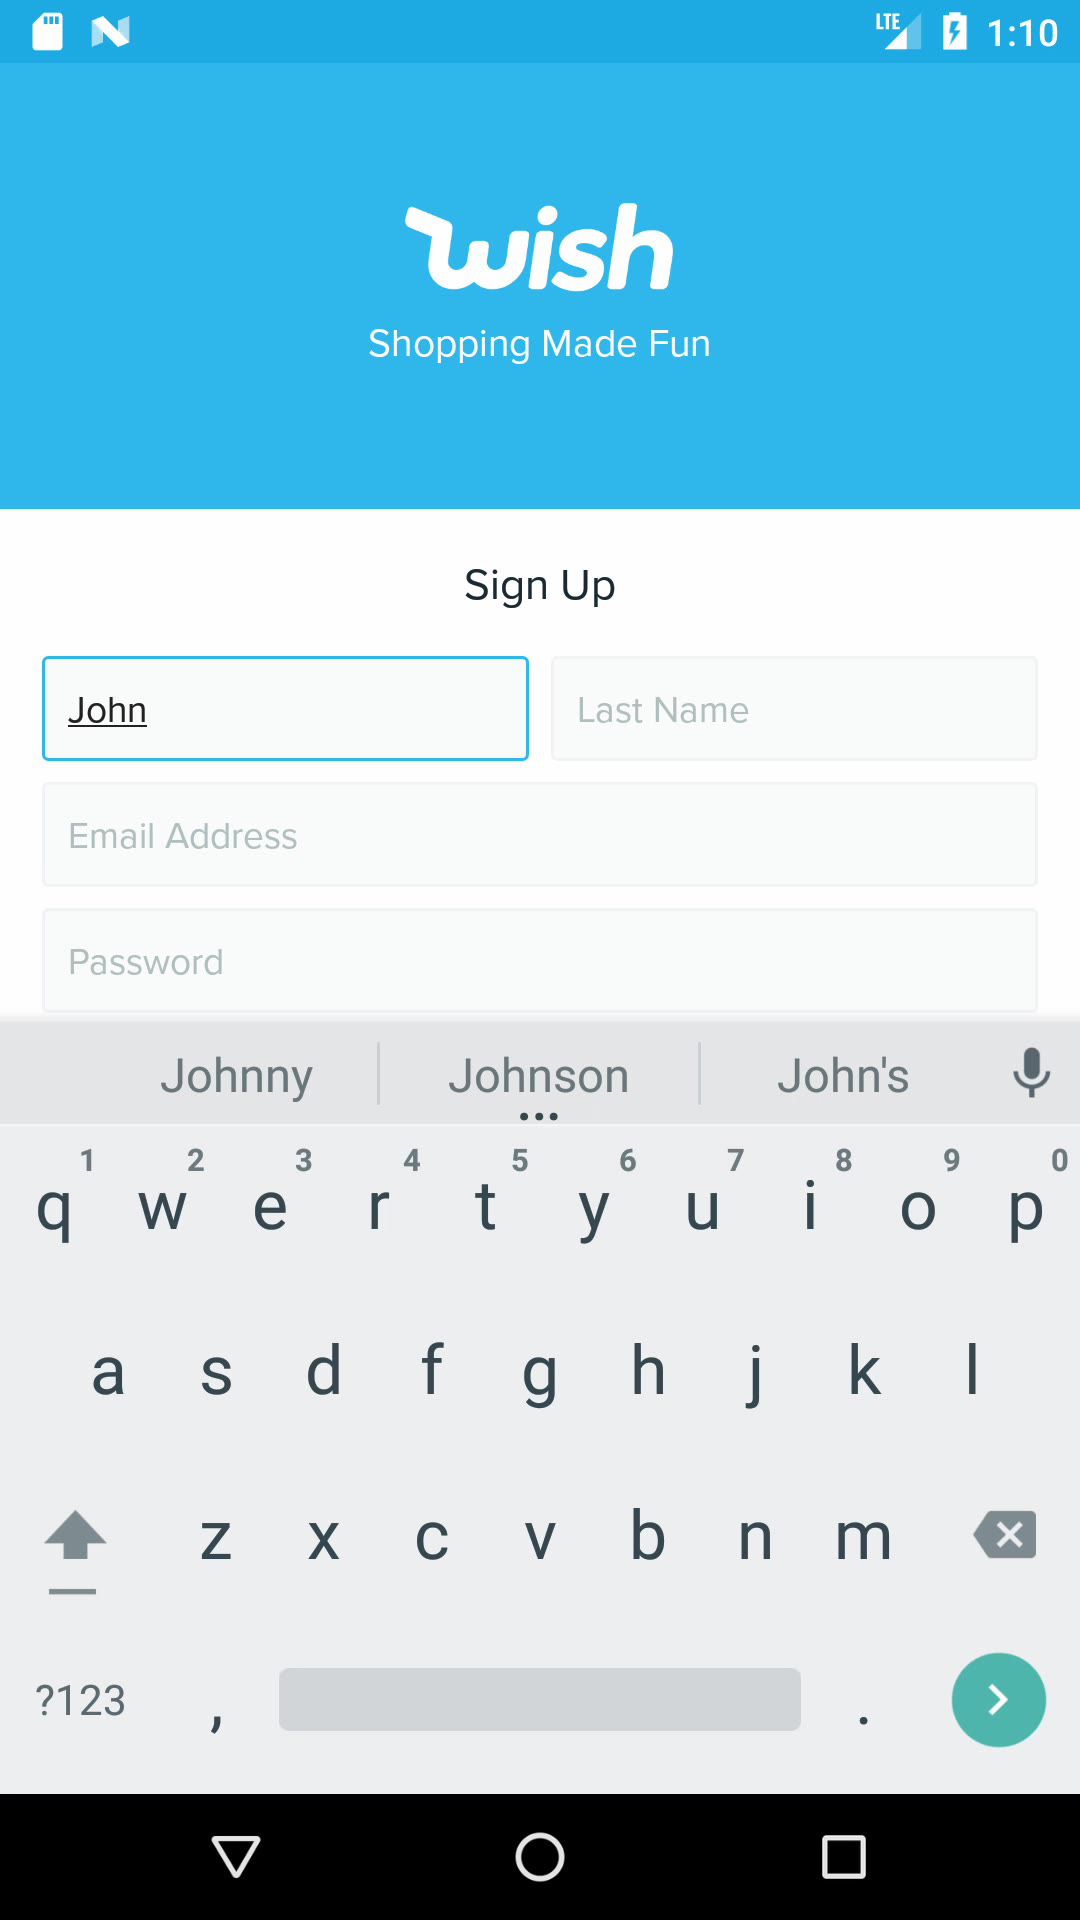 LTE 1:10
wish
Shopping Made Fun
Sign Up
John Last Name
Email Address
Password
Johnny Johnson John's
1 2 3 4 5 6 7 8 9 0
q w e r t y u i o p
a s d f g h j k l
z x c v b n m
?123 , .